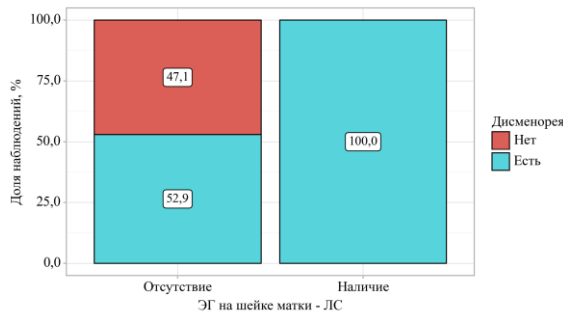 100,0
75,0
50,0
25,0
0,0
Доля наблюдений, %
47,1
52,9
100,0
Отсутствие
Наличие
ЭГ на шейке матки - ЛС
Дисменорея
Нет
Есть